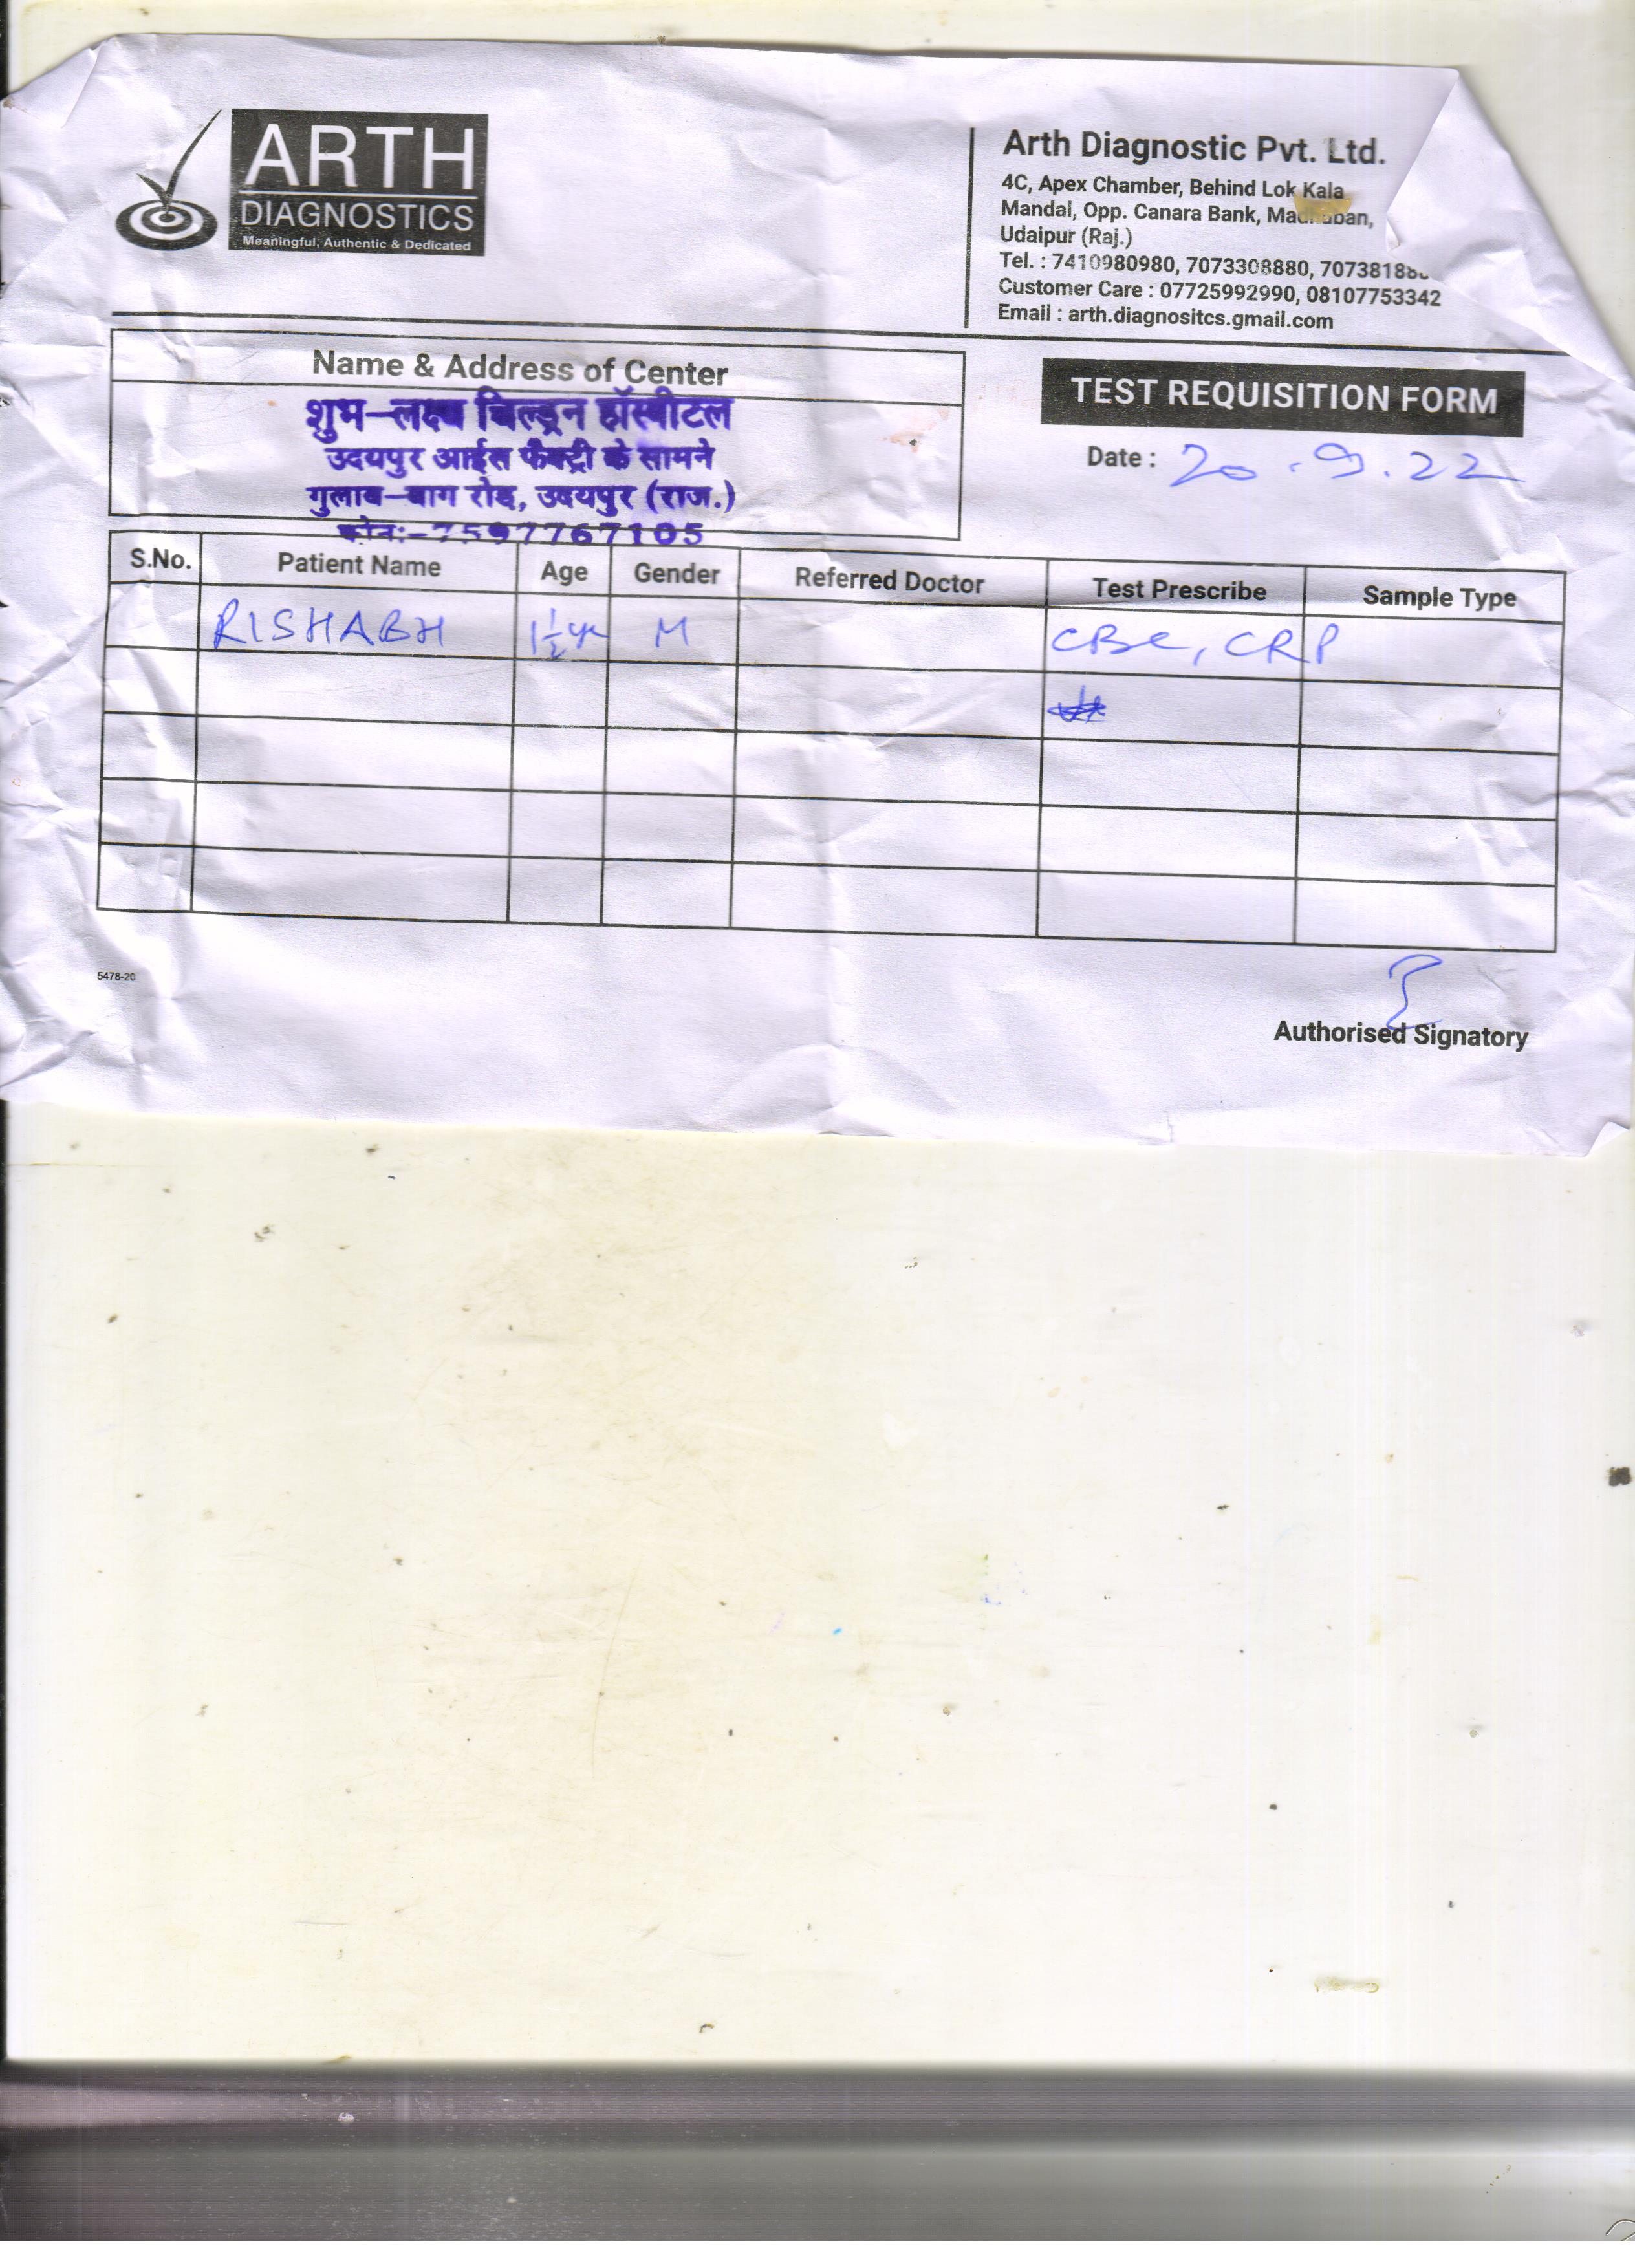 ARTH
DIAGNOSTICS
Meaningful, Authentic & Dedicated
Arth Diagnostic Pvt. Ltd.
4C, Apex Chamber, Behind Lok Kala
Mandal, Opp. Canara Bank, Madhuban,
Udaipur (Raj.)
Tel. : 7410980980, 7073308880,
Customer Care : 07725992990, 08107753342
Email : arth.diagnositcs.gmail.com
Name & Address of Center
शुभ-लक्ष्य चिल्ड्रन हॉस्पीटल
उदयपुर आईस फैक्ट्री के सामने
गुलाब-बाग रोड, उदयपुर (राज.)
फोन:-7597767105
TEST REQUISITION FORM
Date : 20.9.22
S.No. Patient Name Age Gender Referred Doctor Test Prescribe Sample Type
RISHABH 1½ yr M CBC, CRP
5478-20
Authorised Signatory